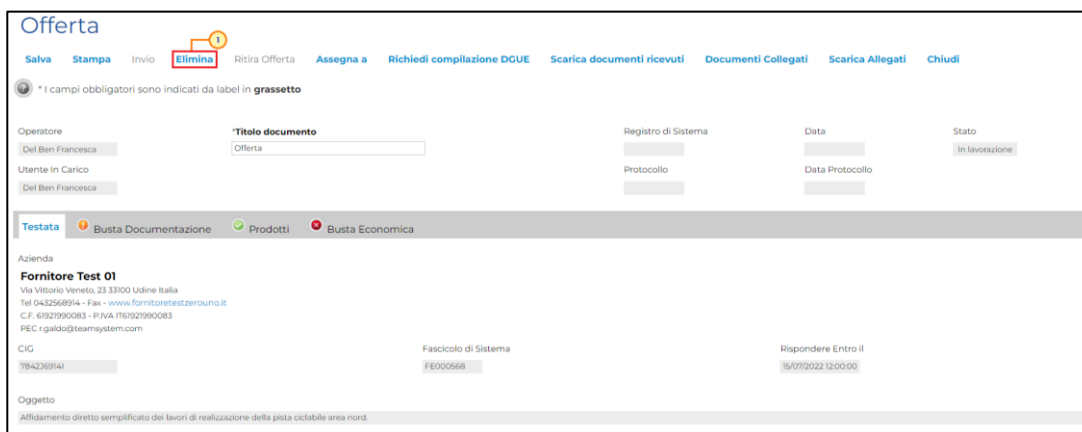 Offerta
1
Salva Stampa Invio Elimina Ritira Offerta Assegna a Richiedi compilazione DGUE Scarica documenti ricevuti Documenti Collegati Scarica Allegati Chiudi
* I campi obbligatori sono indicati da label in grassetto
Operatore *Titolo documento Registro di Sistema Data Stato
Del Ben Francesca Offerta In lavorazione
Utente In Carico Protocollo Data Protocollo
Del Ben Francesca
Testata Busta Documentazione Prodotti Busta Economica
Azienda
Fornitore Test 01
Via Vittorio Veneto, 23 33100 Udine Italia
Tel 0432568914 - Fax - www.fornitoretestzerouno.it
C.F. 61921990083 - P.IVA IT61921990083
PEC r.galdo@teamsystem.com
CIG Fascicolo di Sistema Rispondere Entro il
7842J6914I FE000568 15/07/2022 12:00:00
Oggetto
Affidamento diretto semplificato dei lavori di realizzazione della pista ciclabile area nord.